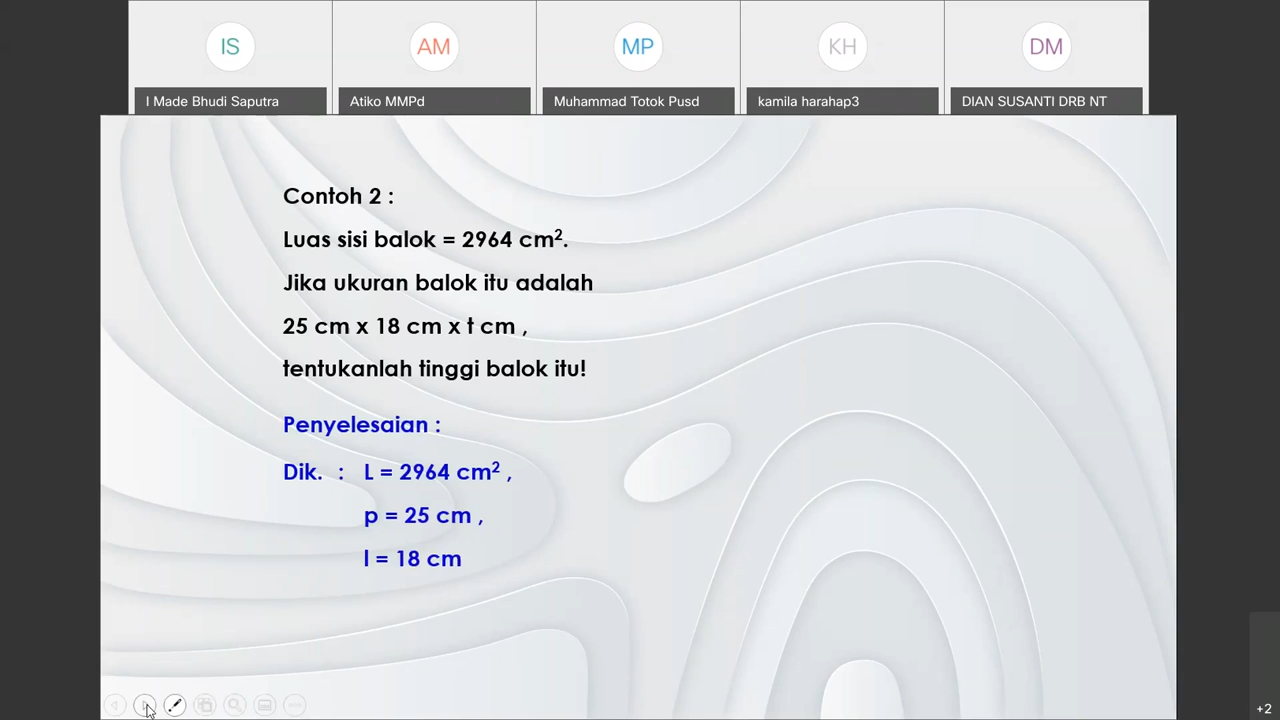 IS
AM
MP
KH
DM
I Made Bhudi Saputra
Atiko MMPd
Muhammad Totok Pusd
kamila harahap3
DIAN SUSANTI DRB NT
Contoh 2 :
Luas sisi balok = 2964 cm².
Jika ukuran balok itu adalah
25 cm x 18 cm x t cm ,
tentukanlah tinggi balok itu!
Penyelesaian :
Dik. : L = 2964 cm² ,
p = 25 cm ,
l = 18 cm
+2